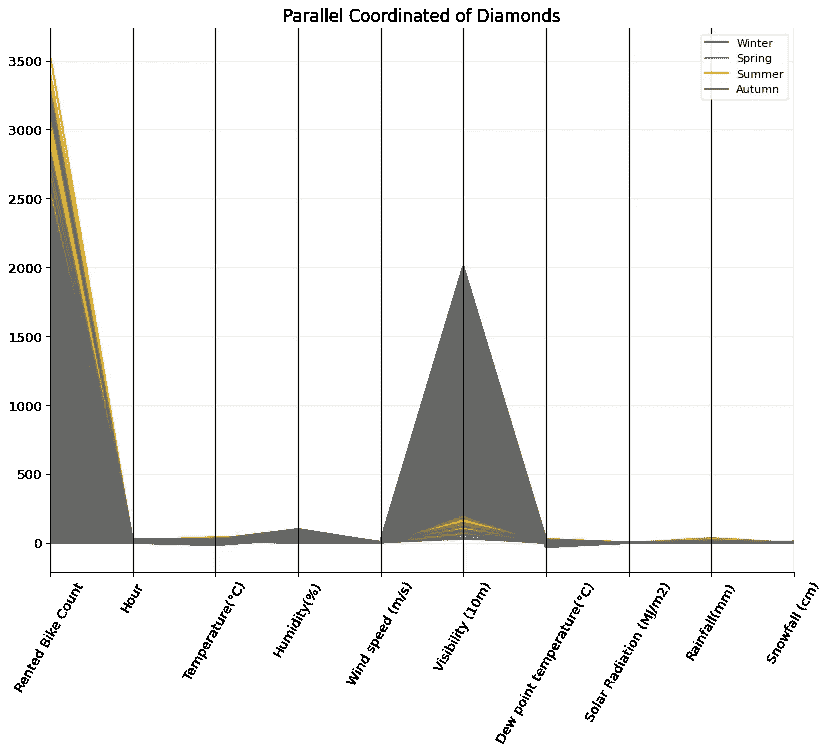 Parallel Coordinated of Diamonds
Winter
Spring
Summer
Autumn
3500
3000
2500
2000
1500
1000
500
0
Rented Bike Count
Hour
Temperature(°C)
Humidity(%)
Wind speed (m/s)
Visibility (10m)
Dew point temperature(°C)
Solar Radiation (MJ/m2)
Rainfall(mm)
Snowfall (cm)